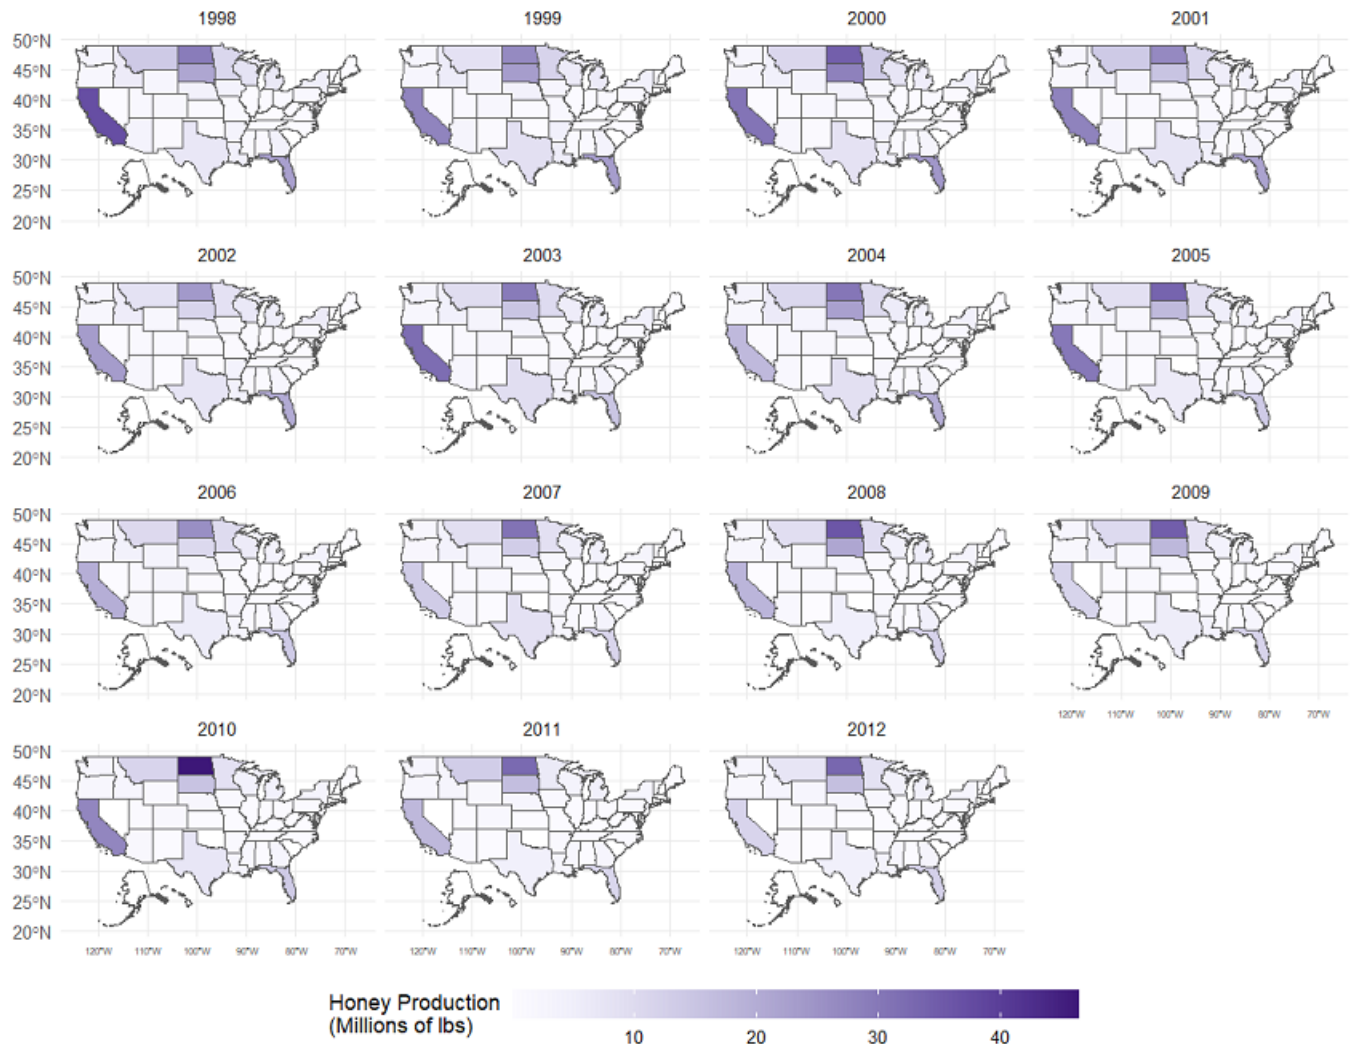 1998 1999 2000 2001
50°N
45°N
40°N
35°N
30°N
25°N
20°N
2002 2003 2004 2005
50°N
45°N
40°N
35°N
30°N
25°N
20°N
2006 2007 2008 2009
50°N
45°N
40°N
35°N
30°N
25°N
20°N
120°W 110°W 100°W 90°W 80°W 70°W
2010 2011 2012
50°N
45°N
40°N
35°N
30°N
25°N
20°N
120°W 110°W 100°W 90°W 80°W 70°W 120°W 110°W 100°W 90°W 80°W 70°W 120°W 110°W 100°W 90°W 80°W 70°W
Honey Production
(Millions of lbs)
10 20 30 40